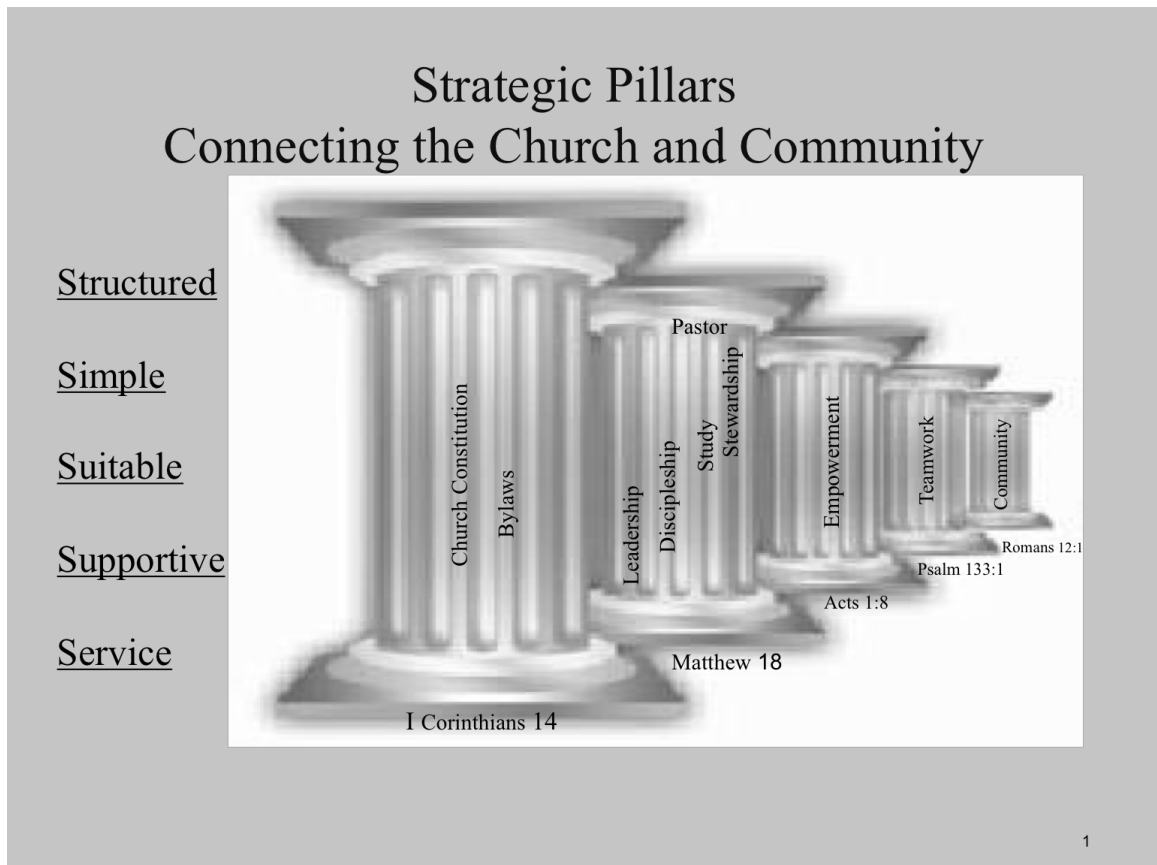 Strategic Pillars
Connecting the Church and Community
Structured
Simple
Suitable
Supportive
Service
Church Constitution
Bylaws
I Corinthians 14
Pastor
Leadership
Discipleship
Study
Stewardship
Matthew 18
Empowerment
Acts 1:8
Teamwork
Psalm 133:1
Community
Romans 12:1
1